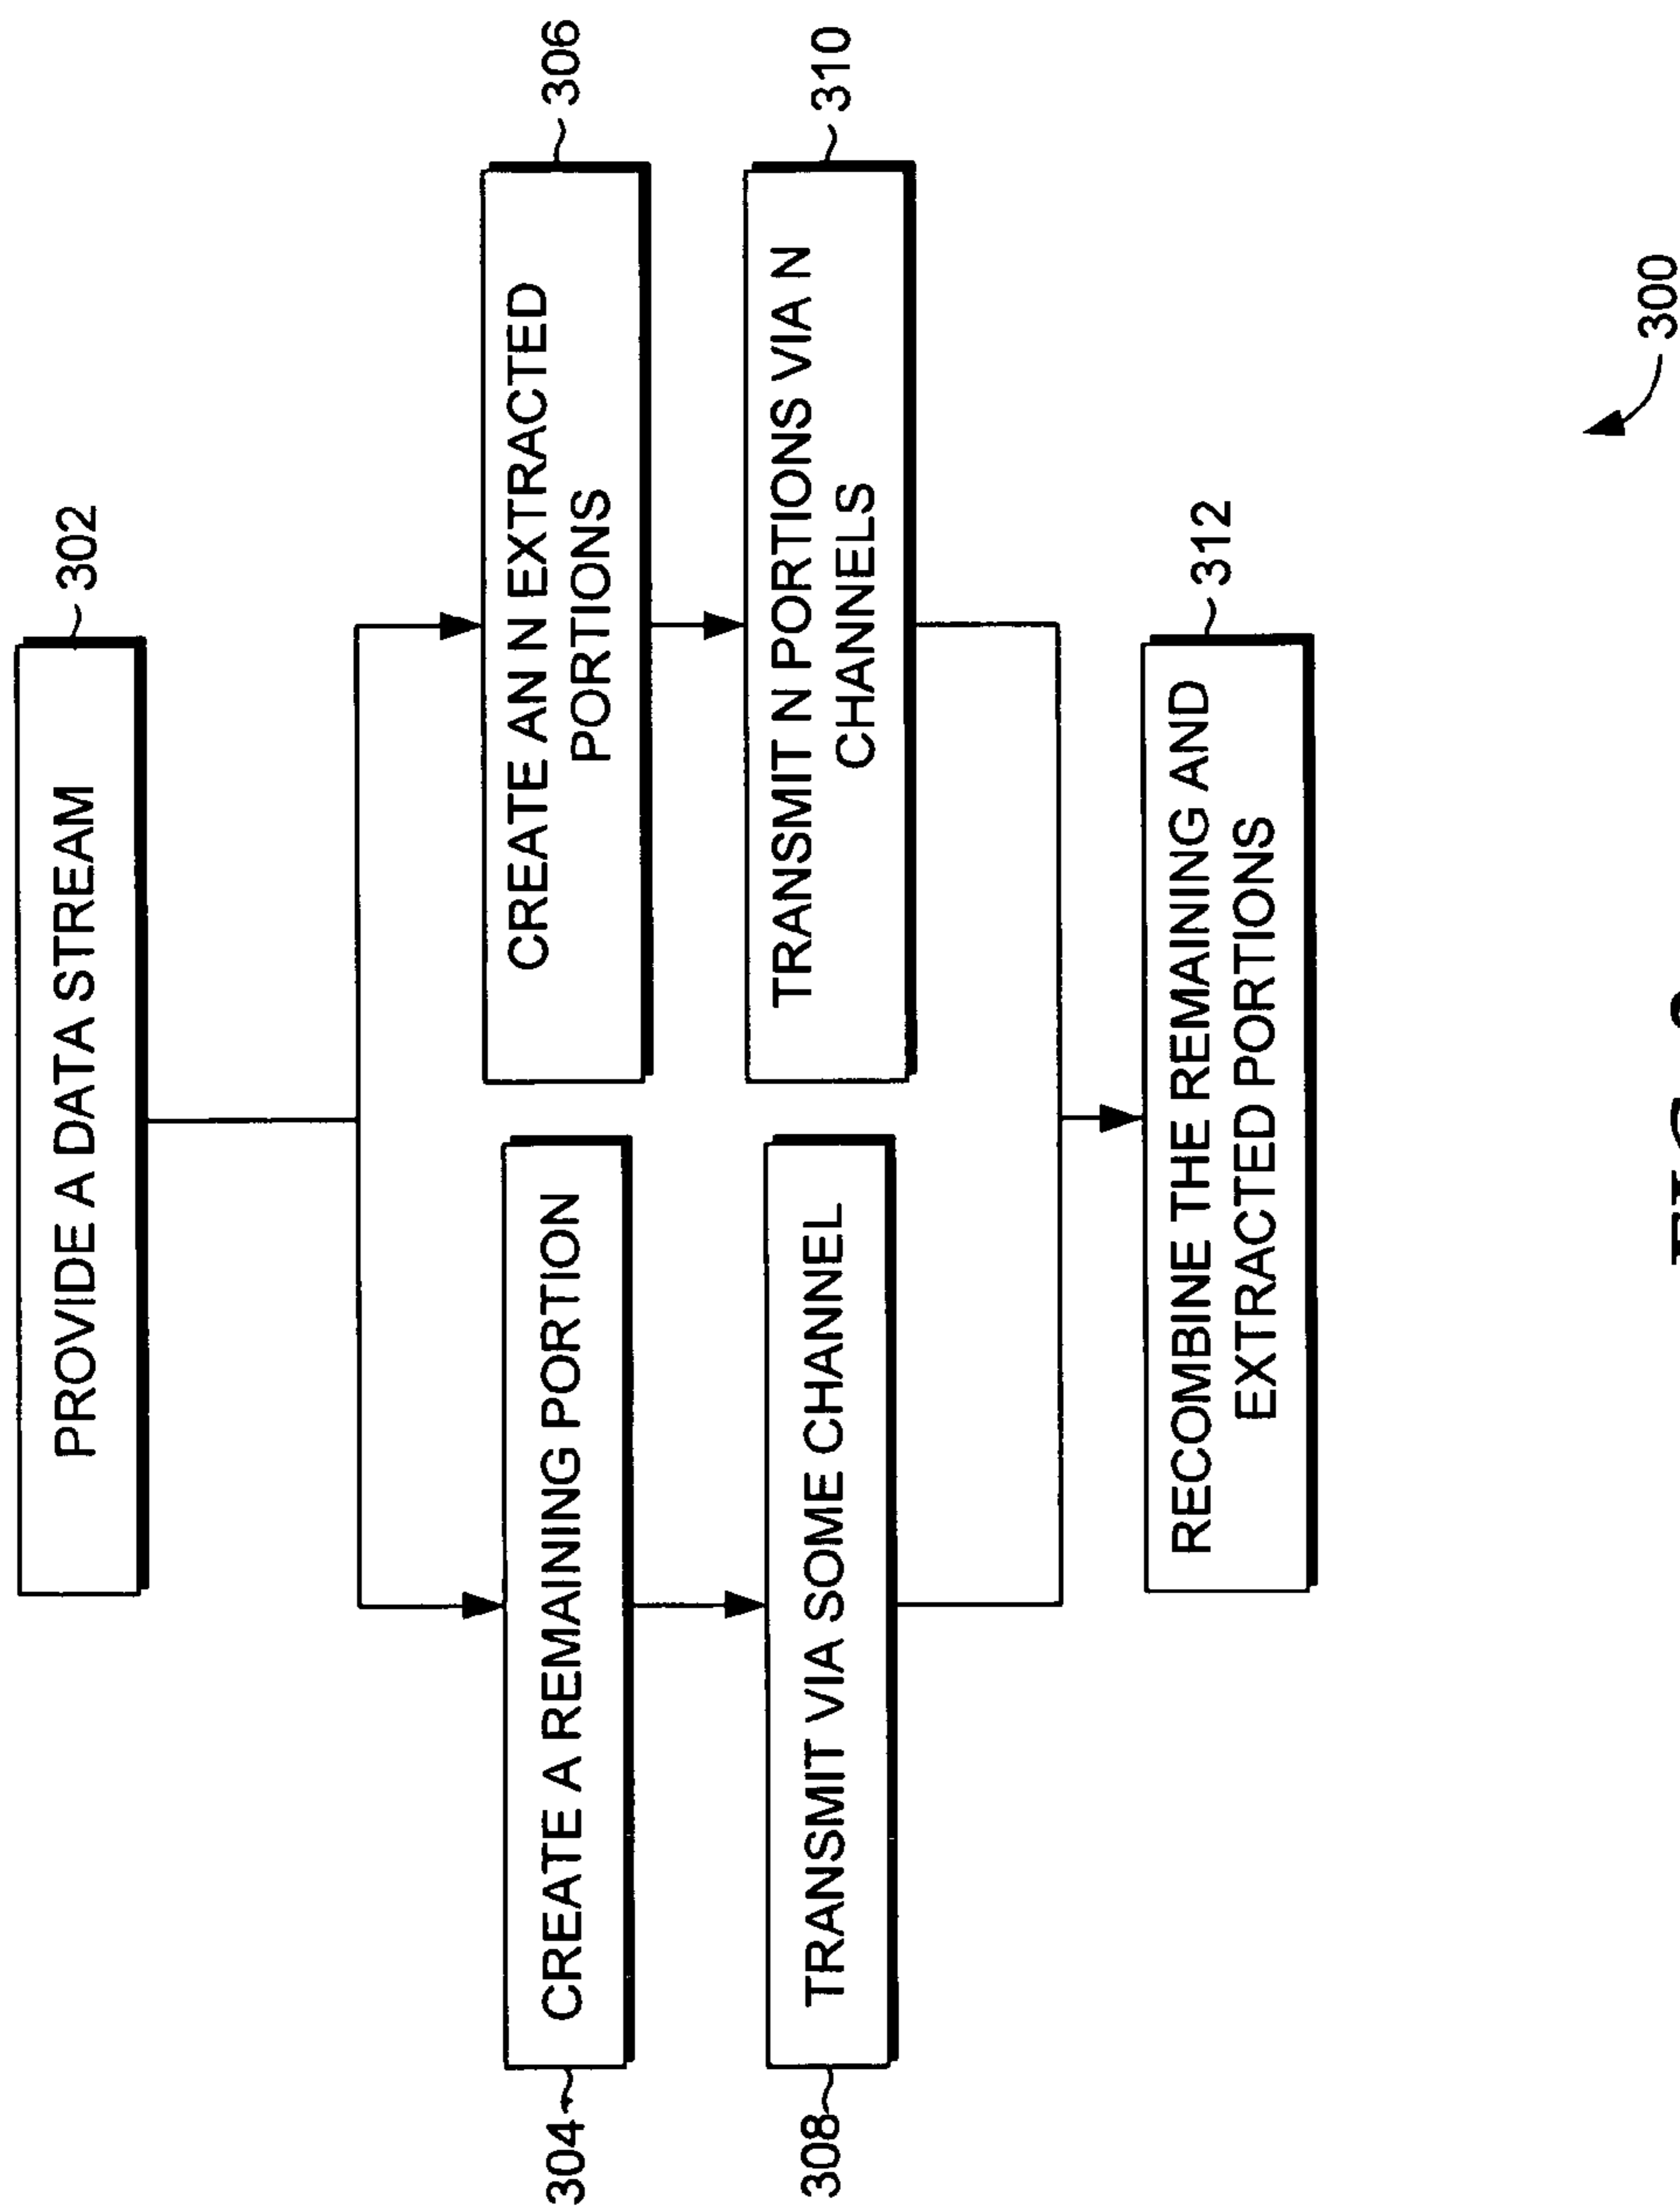 PROVIDE A DATA STREAM
302
CREATE A REMAINING PORTION
304
CREATE AN N EXTRACTED
PORTIONS
306
TRANSMIT VIA SOME CHANNEL
308
TRANSMIT N PORTIONS VIA N
CHANNELS
310
RECOMBINE THE REMAINING AND
EXTRACTED PORTIONS
312
300